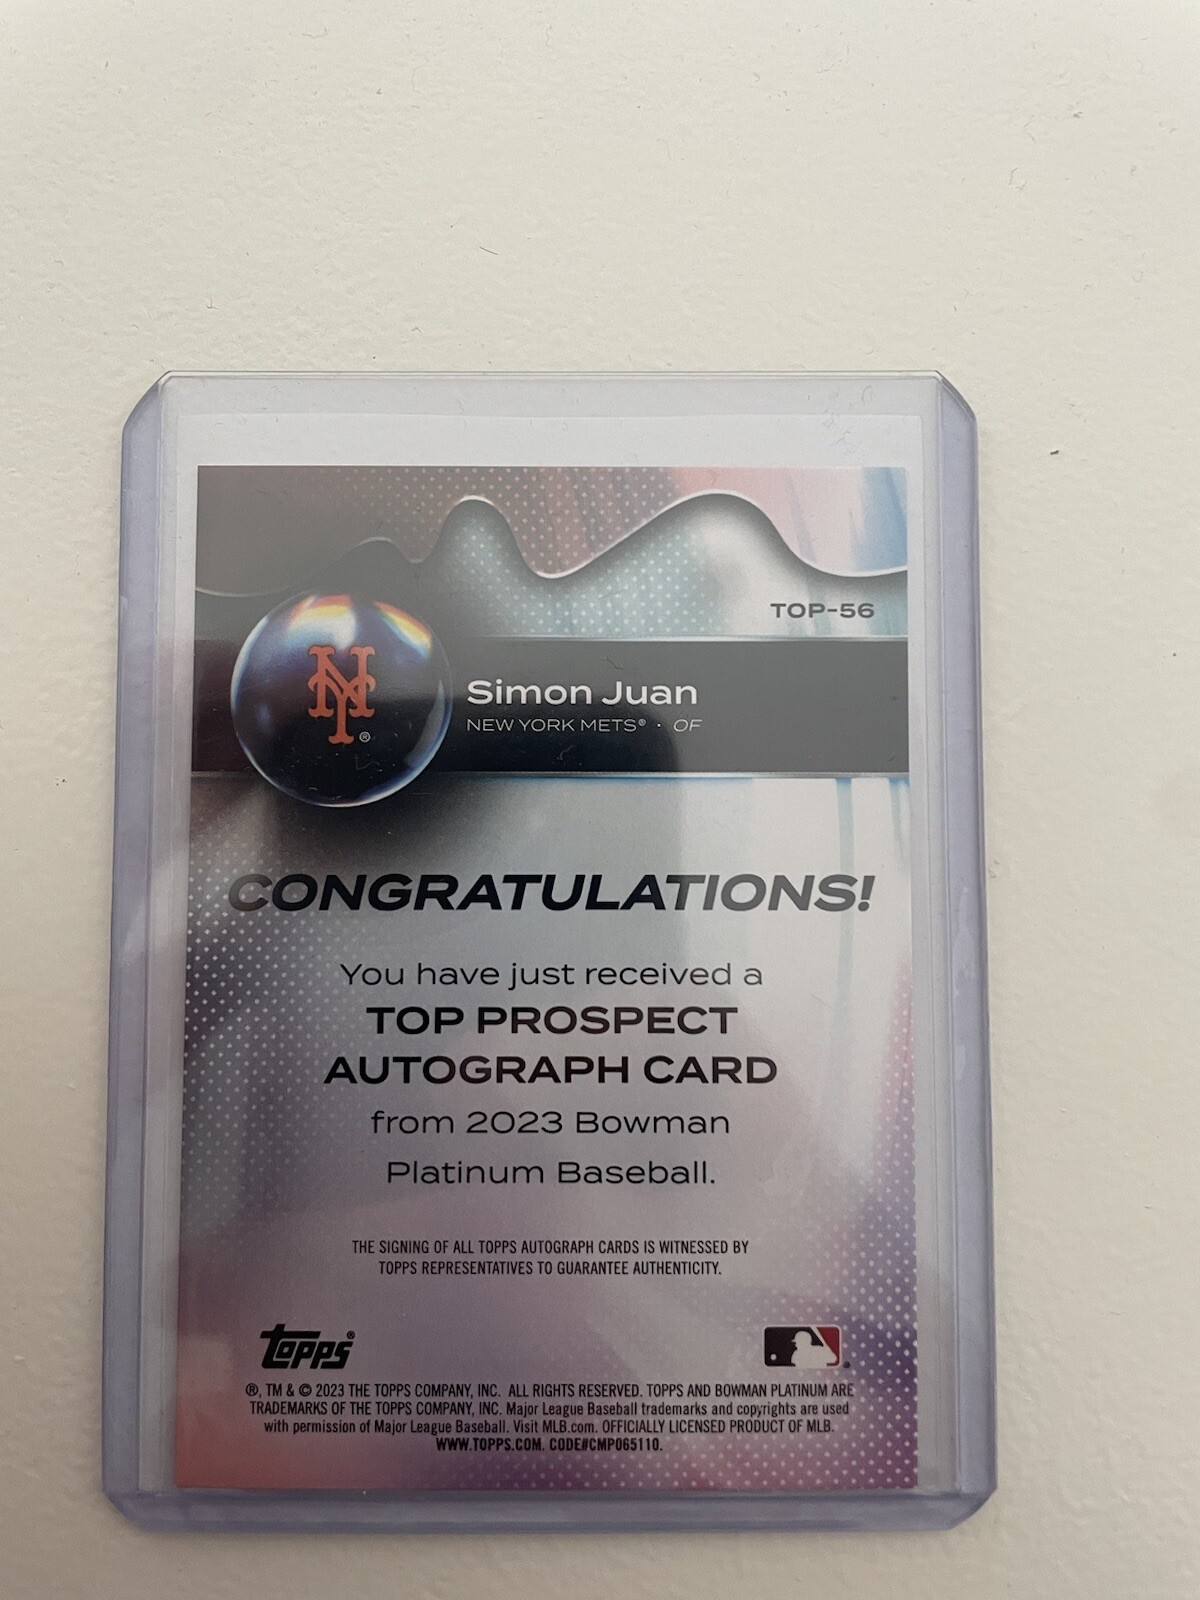 TOP-56
NY®
Simon Juan
NEW YORK METS® · OF
CONGRATULATIONS!
You have just received a
TOP PROSPECT
AUTOGRAPH CARD
from 2023 Bowman
Platinum Baseball.
THE SIGNING OF ALL TOPPS AUTOGRAPH CARDS IS WITNESSED BY
TOPPS REPRESENTATIVES TO GUARANTEE AUTHENTICITY.
topps®
®, TM & © 2023 THE TOPPS COMPANY, INC. ALL RIGHTS RESERVED. TOPPS AND BOWMAN PLATINUM ARE
TRADEMARKS OF THE TOPPS COMPANY, INC. Major League Baseball trademarks and copyrights are used
with permission of Major League Baseball. Visit MLB.com. OFFICIALLY LICENSED PRODUCT OF MLB.
WWW.TOPPS.COM. CODE#CMP065110.